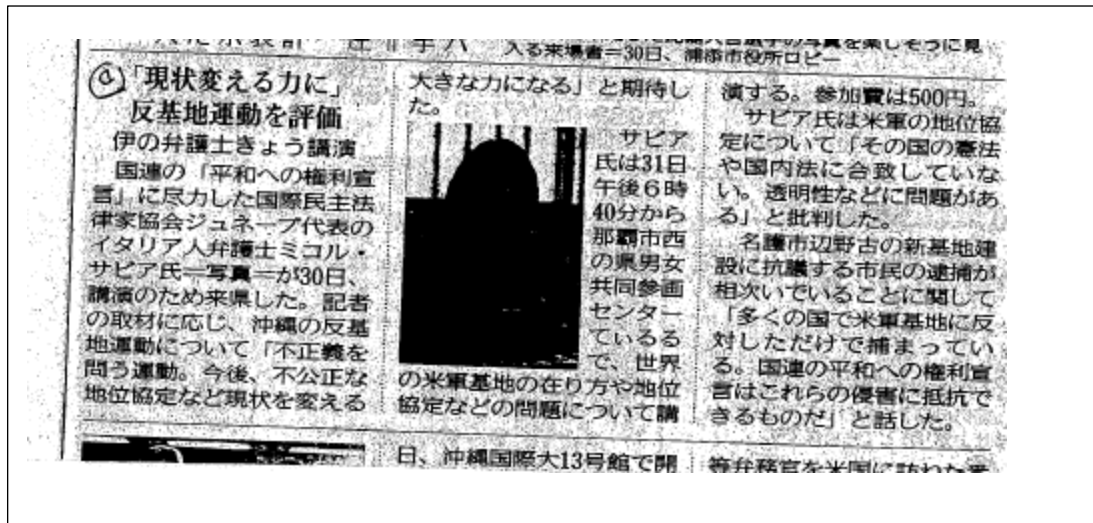 入る来場者＝30日、浦添市役所ロビー
「現状変える力に」
反基地運動を評価
伊の弁護士きょう講演
国連の「平和への権利宣
言」に尽力した国際民主法
律家協会ジュネーブ代表の
イタリア人弁護士ミコル・
サビア氏＝写真＝が30日、
講演のため来県した。記者
の取材に応じ、沖縄の反基
地運動について「不正義を
問う運動。今後、不公正な
地位協定など現状を変える
大きな力になる」と期待し
た。
サビア
氏は31日
午後６時
40分から
那覇市西
の県男女
共同参画
センター
てぃるる
で、世界
の米軍基地の在り方や地位
協定などの問題について講
演する。参加費は500円。
サビア氏は米軍の地位協
定について「その国の憲法
や国内法に合致していな
い。透明性などに問題があ
る」と批判した。
名護市辺野古の新基地建
設に抗議する市民の逮捕が
相次いでいることに関して
「多くの国で米軍基地に反
対しただけで捕まってい
る。国連の平和への権利宣
言はこれらの侵害に抵抗で
きるものだ」と話した。
日、沖縄国際大13号館で開
等弁務官を米国に訪ねた